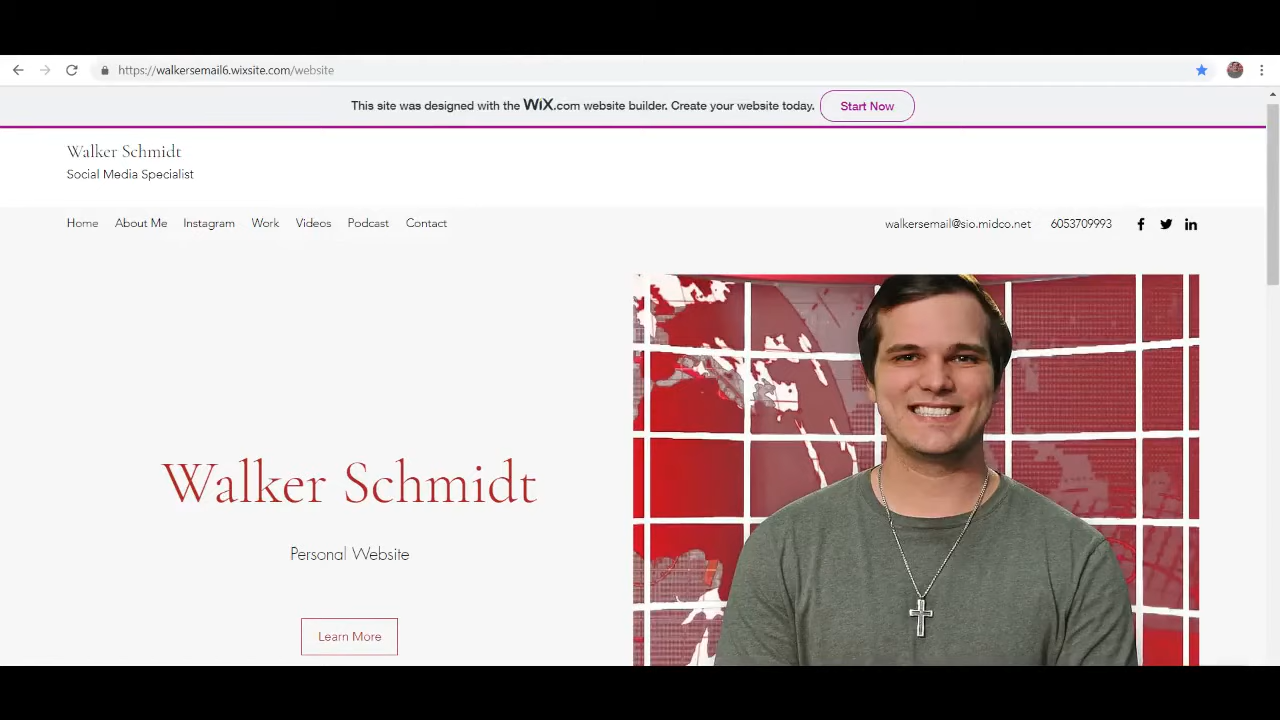 https://walkersemail6.wixsite.com/website
This site was designed with the WiX.com website builder. Create your website today. Start Now
Walker Schmidt
Social Media Specialist
Home About Me Instagram Work Videos Podcast Contact walkersemail@sio.midco.net 6053709993
Walker Schmidt
Personal Website
Learn More